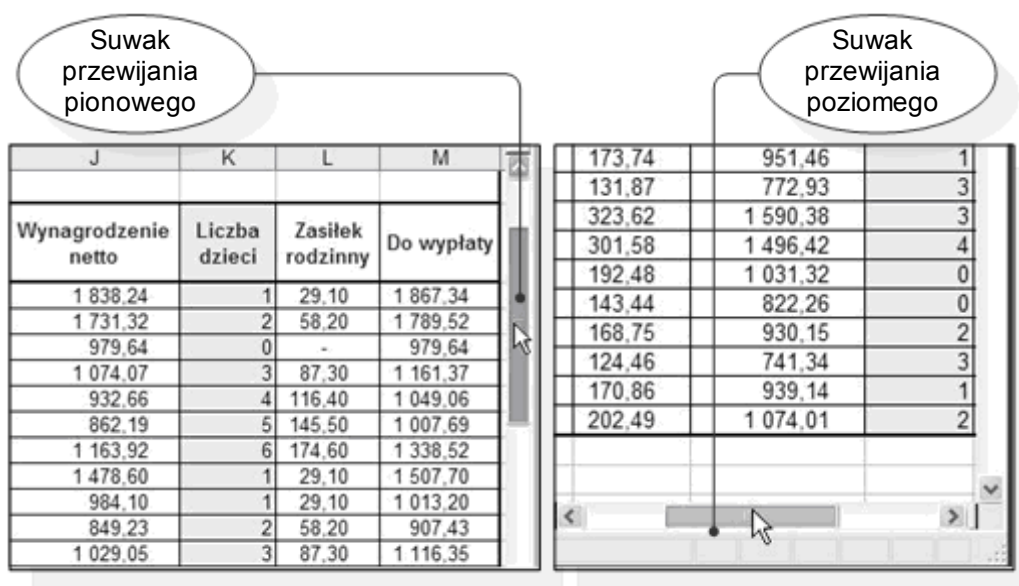 Suwak
przewijania
pionowego
Suwak
przewijania
poziomego
J K L M
Wynagrodzenie netto Liczba dzieci Zasiłek rodzinny Do wypłaty
1 838,24 1 29,10 1 867,34
1 731,32 2 58,20 1 789,52
979,64 0 - 979,64
1 074,07 3 87,30 1 161,37
932,66 4 116,40 1 049,06
862,19 5 145,50 1 007,69
1 163,92 6 174,60 1 338,52
1 478,60 1 29,10 1 507,70
984,10 1 29,10 1 013,20
849,23 2 58,20 907,43
1 029,05 3 87,30 1 116,35
173,74 951,46 1
131,87 772,93 3
323,62 1 590,38 3
301,58 1 496,42 4
192,48 1 031,32 0
143,44 822,26 0
168,75 930,15 2
124,46 741,34 3
170,86 939,14 1
202,49 1 074,01 2